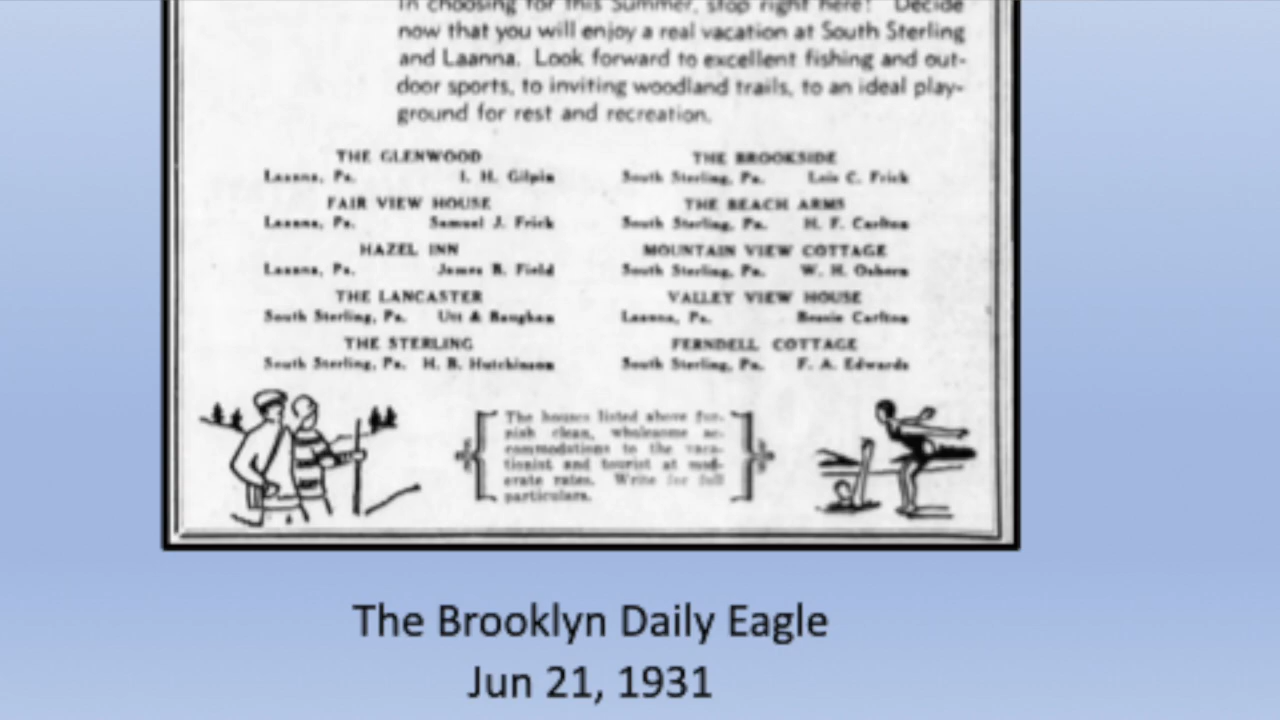 In choosing for this Summer, stop right here! Decide
now that you will enjoy a real vacation at South Sterling
and Laanna. Look forward to excellent fishing and out-
door sports, to inviting woodland trails, to an ideal play-
ground for rest and recreation.
THE GLENWOOD
Laanna, Pa. I. H. Gilpin
FAIR VIEW HOUSE
Laanna, Pa. Samuel J. Frick
HAZEL INN
Laanna, Pa. James B. Field
THE LANCASTER
South Sterling, Pa. Utt & Baughan
THE STERLING
South Sterling, Pa. H. B. Hutchinson
THE BROOKSIDE
South Sterling, Pa. Lois C. Frick
THE BEACH ARMS
South Sterling, Pa. H. F. Carlton
MOUNTAIN VIEW COTTAGE
South Sterling, Pa. W. H. Osborn
VALLEY VIEW HOUSE
Laanna, Pa. Bessie Carlton
FERNDELL COTTAGE
South Sterling, Pa. F. A. Edwards
The houses listed above fur-
nish clean, wholesome ac-
commodations to the vaca-
tionist and tourist at mod-
erate rates. Write for full
particulars.
The Brooklyn Daily Eagle
Jun 21, 1931